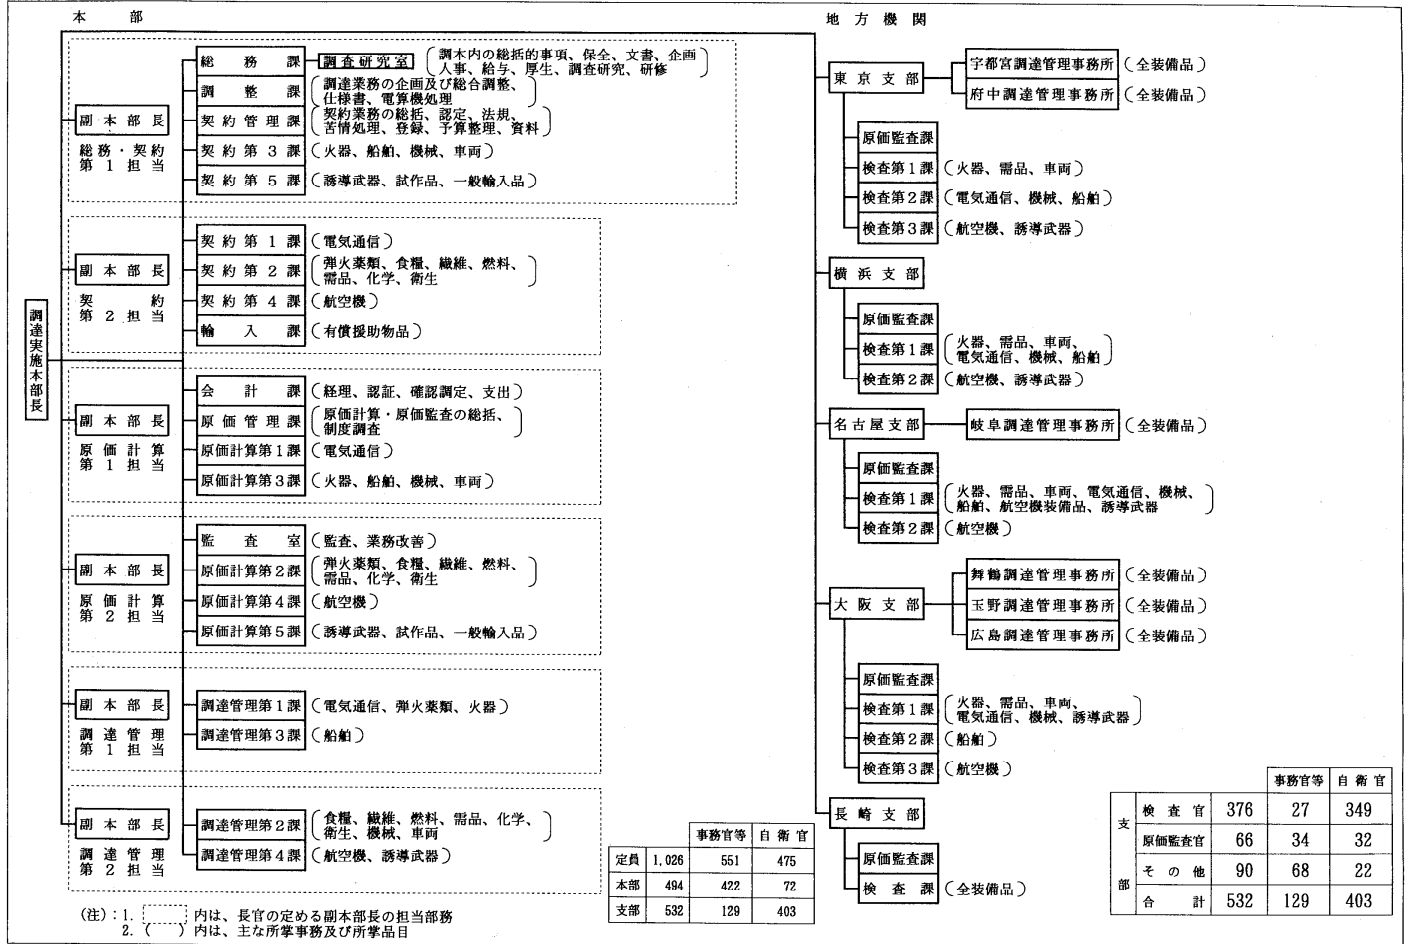 本部
調達実施本部長
副本部長
総務・契約
第1担当
総務課
調査研究室
(調本内の総括的事項、保全、文書、企画
人事、給与、厚生、調査研究、研修)
調整課
(調達業務の企画及び総合調整、
仕様書、電算機処理)
契約管理課
(契約業務の総括、認定、法規、
苦情処理、登録、予算整理、資料)
契約第3課
(火器、船舶、機械、車両)
契約第5課
(誘導武器、試作品、一般輸入品)
副本部長
契約
第2担当
契約第1課
(電気通信)
契約第2課
(弾火薬類、食糧、繊維、燃料、
需品、化学、衛生)
契約第4課
(航空機)
輸入課
(有償援助物品)
副本部長
原価計算
第1担当
会計課
(経理、認証、確認調定、支出)
原価管理課
(原価計算・原価監査の総括、
制度調査)
原価計算第1課
(電気通信)
原価計算第3課
(火器、船舶、機械、車両)
副本部長
原価計算
第2担当
監査室
(監査、業務改善)
原価計算第2課
(弾火薬類、食糧、繊維、燃料、
需品、化学、衛生)
原価計算第4課
(航空機)
原価計算第5課
(誘導武器、試作品、一般輸入品)
副本部長
調達管理
第1担当
調達管理第1課
(電気通信、弾火薬類、火器)
調達管理第3課
(船舶)
副本部長
調達管理
第2担当
調達管理第2課
(食糧、繊維、燃料、需品、化学、
衛生、機械、車両)
調達管理第4課
(航空機、誘導武器)
(注):1. 内は、長官の定める副本部長の担当部務
2.( )内は、主な所掌事務及び所掌品目
事務官等 自衛官
定員 1,026 551 475
本部 494 422 72
支部 532 129 403
地方機関
東京支部
宇都宮調達管理事務所 (全装備品)
府中調達管理事務所 (全装備品)
原価監査課
検査第1課 (火器、需品、車両)
検査第2課 (電気通信、機械、船舶)
検査第3課 (航空機、誘導武器)
横浜支部
原価監査課
検査第1課
(火器、需品、車両、
電気通信、機械、船舶)
検査第2課 (航空機、誘導武器)
名古屋支部
岐阜調達管理事務所 (全装備品)
原価監査課
検査第1課
(火器、需品、車両、電気通信、機械、
船舶、航空機装備品、誘導武器)
検査第2課 (航空機)
大阪支部
舞鶴調達管理事務所 (全装備品)
玉野調達管理事務所 (全装備品)
広島調達管理事務所 (全装備品)
原価監査課
検査第1課
(火器、需品、車両、
電気通信、機械、誘導武器)
検査第2課 (船舶)
検査第3課 (航空機)
長崎支部
原価監査課
検査課 (全装備品)
事務官等 自衛官
支部
検査官 376 27 349
原価監査官 66 34 32
その他 90 68 22
合計 532 129 403